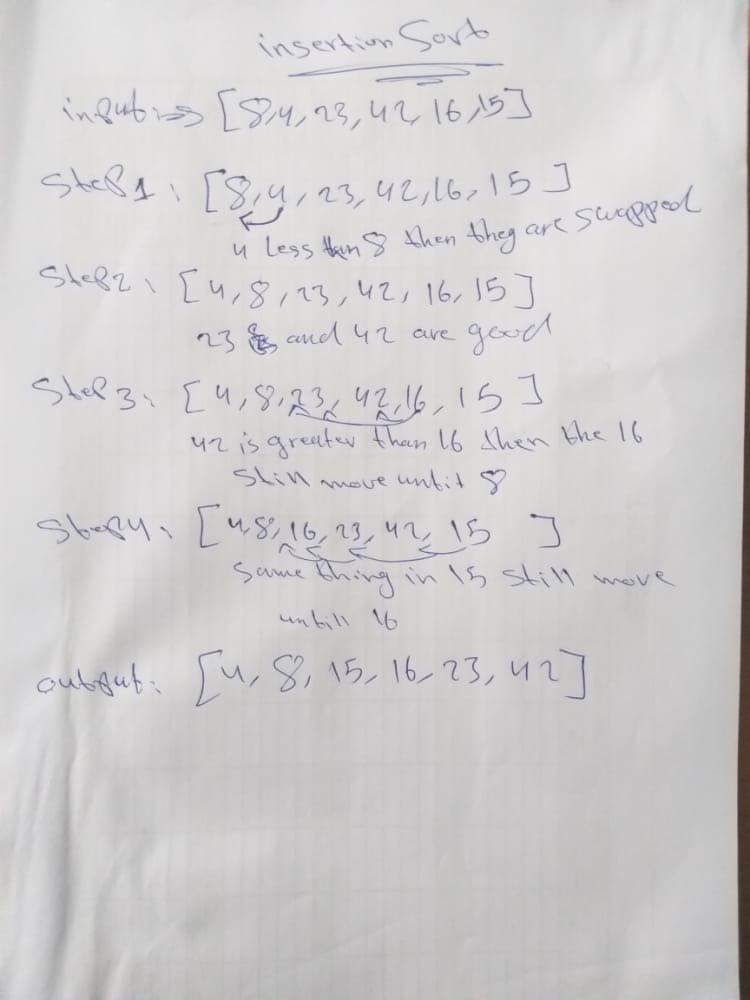 insertion Sort
input: => [8,4,23,42,16,15]
Step1: [8,4,23,42,16,15]
4 less than 8 then they are swapped
Step2: [4,8,23,42,16,15]
23 and 42 are good
Step3: [4,8,23,42,16,15]
42 is greater than 16 then the 16
still move until 8
Step4: [4,8,16,23,42,15]
Same thing in 15 still move
untill 16
output: [4,8,15,16,23,42]